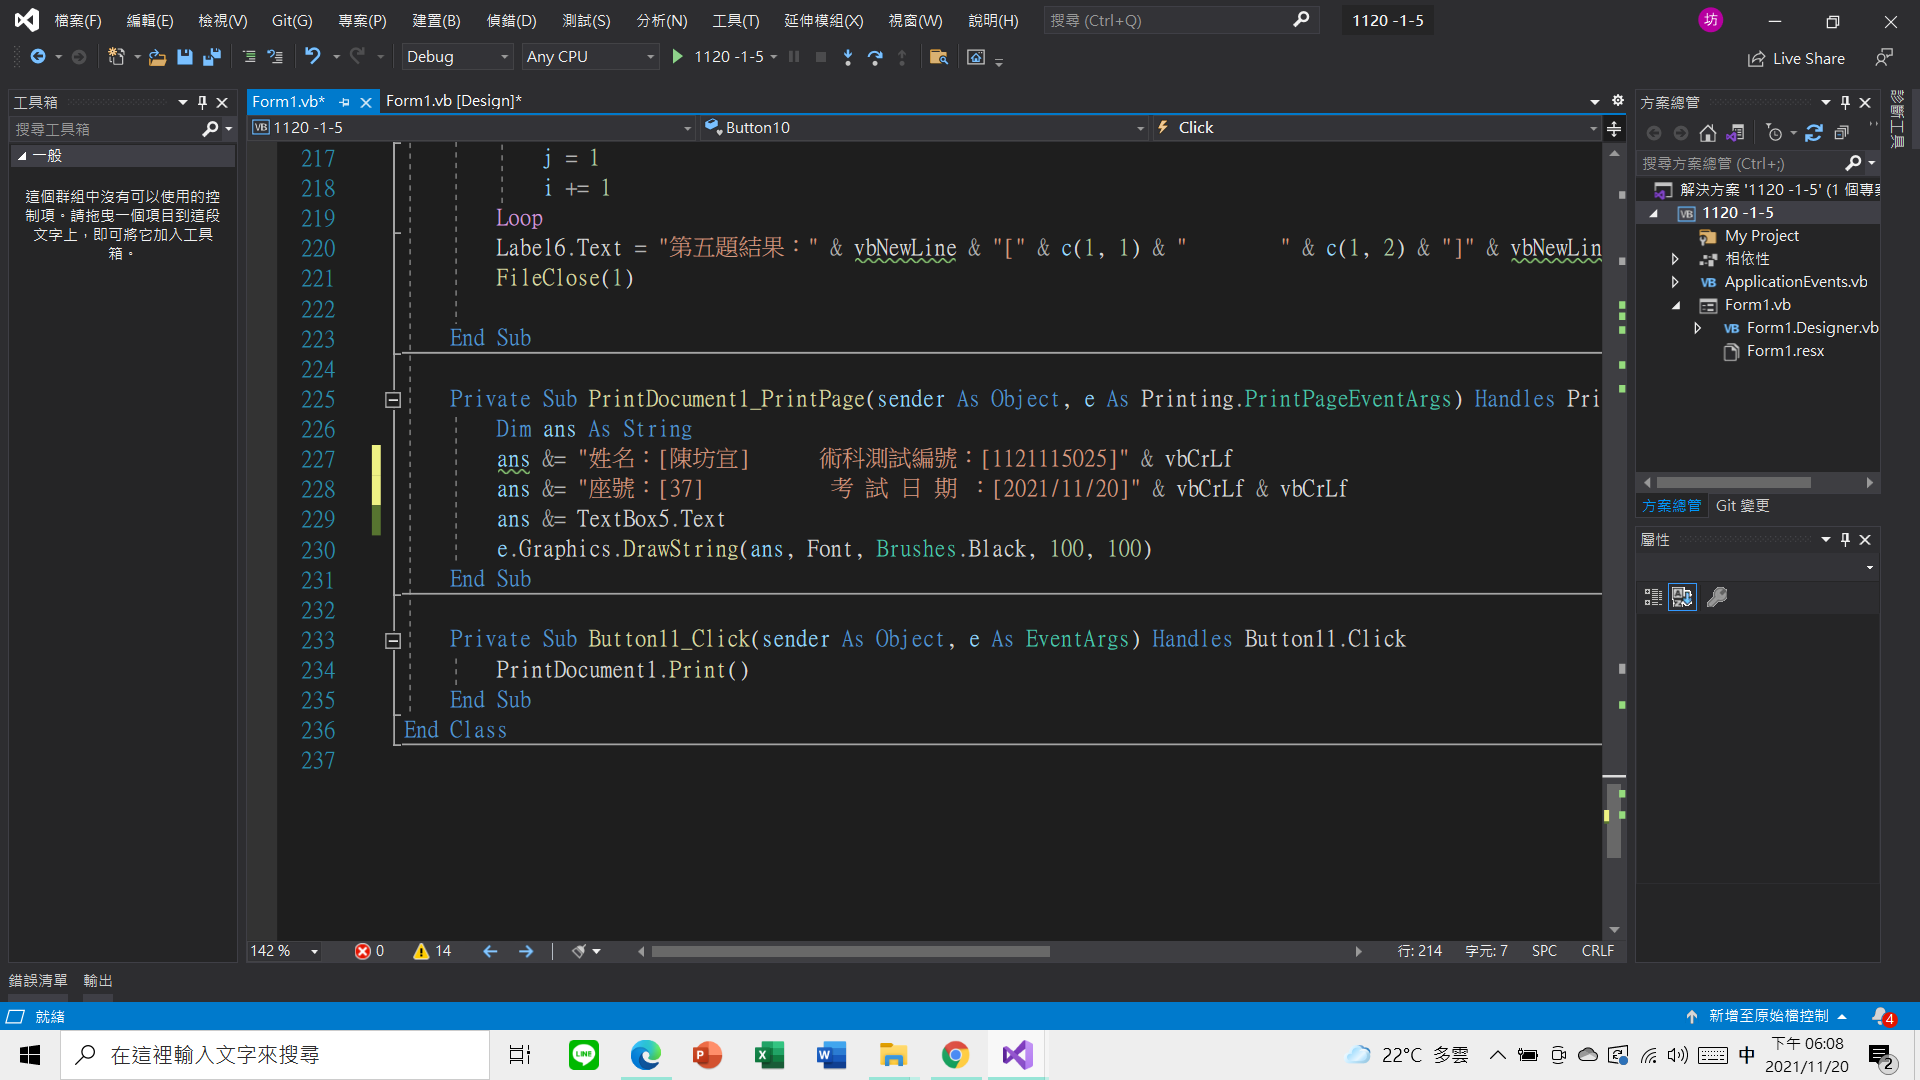 檔案(F) 編輯(E) 檢視(V) Git(G) 專案(P) 建置(B) 偵錯(D) 測試(S) 分析(N) 工具(T) 延伸模組(X) 視窗(W) 說明(H) 搜尋 (Ctrl+Q) 1120 -1-5 坊
Debug Any CPU 1120 -1-5 Live Share
工具箱
搜尋工具箱
一般
這個群組中沒有可以使用的控
制項。請拖曳一個項目到這段
文字上，即可將它加入工具
箱。
Form1.vb* Form1.vb [Design]*
VB 1120 -1-5 Button10 Click
217 j = 1
218 i += 1
219 Loop
220 Label6.Text = "第五題結果：" & vbNewLine & "[" & c(1, 1) & "        " & c(1, 2) & "]" & vbNewLin
221 FileClose(1)
222
223 End Sub
224
225 Private Sub PrintDocument1_PrintPage(sender As Object, e As Printing.PrintPageEventArgs) Handles Pri
226 Dim ans As String
227 ans &= "姓名：[陳坊宜]      術科測試編號：[1121115025]" & vbCrLf
228 ans &= "座號：[37]           考 試 日 期 ：[2021/11/20]" & vbCrLf & vbCrLf
229 ans &= TextBox5.Text
230 e.Graphics.DrawString(ans, Font, Brushes.Black, 100, 100)
231 End Sub
232
233 Private Sub Button11_Click(sender As Object, e As EventArgs) Handles Button11.Click
234 PrintDocument1.Print()
235 End Sub
236 End Class
237
142 % 0 14 行: 214 字元: 7 SPC CRLF
方案總管
搜尋方案總管 (Ctrl+;)
解決方案 '1120 -1-5' (1 個專案
VB 1120 -1-5
My Project
相依性
VB ApplicationEvents.vb
Form1.vb
VB Form1.Designer.vb
Form1.resx
方案總管 Git 變更
屬性
診斷工具
錯誤清單 輸出
就緒 新增至原始檔控制 4
在這裡輸入文字來搜尋 LINE 22°C 多雲 中 下午 06:08
2021/11/20 2